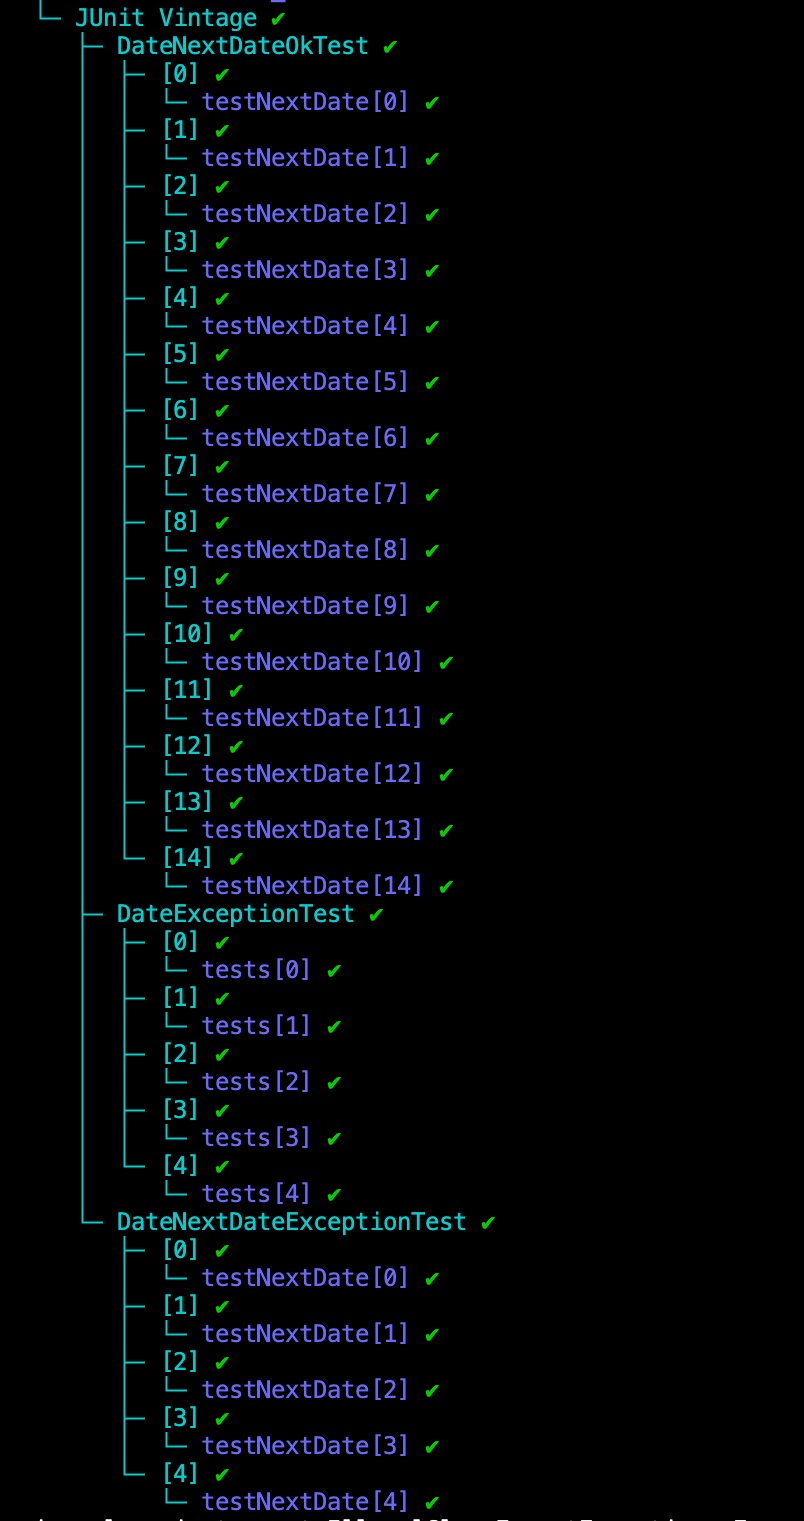 └─ JUnit Vintage ✔
├─ DateNextDateOkTest ✔
├─ [0] ✔
└─ testNextDate[0] ✔
├─ [1] ✔
└─ testNextDate[1] ✔
├─ [2] ✔
└─ testNextDate[2] ✔
├─ [3] ✔
└─ testNextDate[3] ✔
├─ [4] ✔
└─ testNextDate[4] ✔
├─ [5] ✔
└─ testNextDate[5] ✔
├─ [6] ✔
└─ testNextDate[6] ✔
├─ [7] ✔
└─ testNextDate[7] ✔
├─ [8] ✔
└─ testNextDate[8] ✔
├─ [9] ✔
└─ testNextDate[9] ✔
├─ [10] ✔
└─ testNextDate[10] ✔
├─ [11] ✔
└─ testNextDate[11] ✔
├─ [12] ✔
└─ testNextDate[12] ✔
├─ [13] ✔
└─ testNextDate[13] ✔
└─ [14] ✔
└─ testNextDate[14] ✔
├─ DateExceptionTest ✔
├─ [0] ✔
└─ tests[0] ✔
├─ [1] ✔
└─ tests[1] ✔
├─ [2] ✔
└─ tests[2] ✔
├─ [3] ✔
└─ tests[3] ✔
└─ [4] ✔
└─ tests[4] ✔
└─ DateNextDateExceptionTest ✔
├─ [0] ✔
└─ testNextDate[0] ✔
├─ [1] ✔
└─ testNextDate[1] ✔
├─ [2] ✔
└─ testNextDate[2] ✔
├─ [3] ✔
└─ testNextDate[3] ✔
└─ [4] ✔
└─ testNextDate[4] ✔